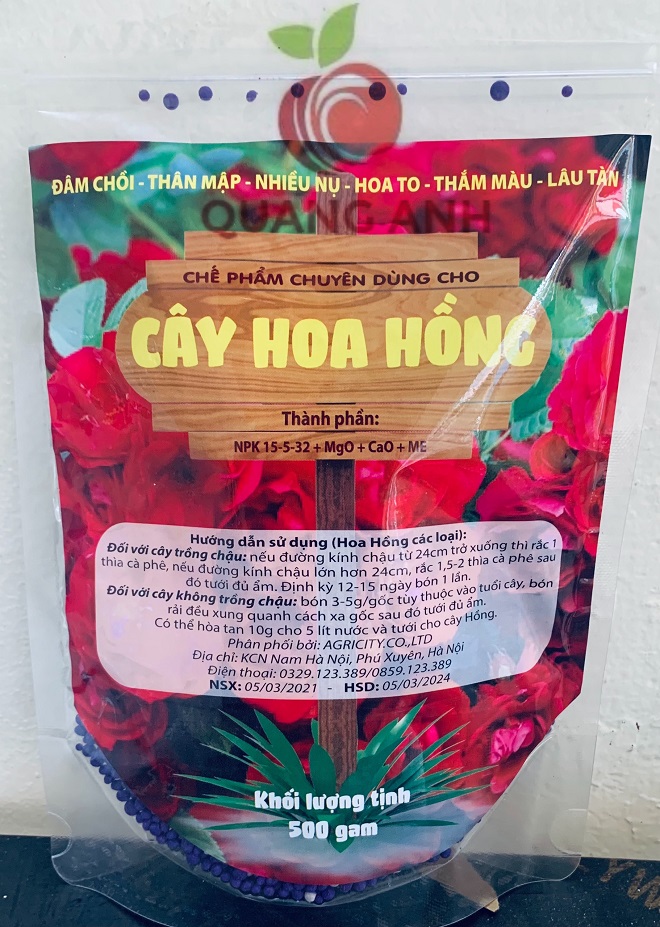 ĐÂM CHỒI - THÂN MẬP - NHIỀU NỤ - HOA TO - THẮM MÀU - LÂU TÀN
QUANG ANH
CHẾ PHẨM CHUYÊN DÙNG CHO
CÂY HOA HỒNG
Thành phần:
NPK 15-5-32 + MgO + CaO + ME
Hướng dẫn sử dụng (Hoa Hồng các loại):
Đối với cây trồng chậu: nếu đường kính chậu từ 24cm trở xuống thì rắc 1
thìa cà phê, nếu đường kính chậu lớn hơn 24cm, rắc 1,5-2 thìa cà phê sau
đó tưới đủ ẩm. Định kỳ 12-15 ngày bón 1 lần.
Đối với cây không trồng chậu: bón 3-5g/gốc tùy thuộc vào tuổi cây, bón
rải đều xung quanh cách xa gốc sau đó tưới đủ ẩm.
Có thể hòa tan 10g cho 5 lít nước và tưới cho cây Hồng.
Phân phối bởi: AGRICITY.CO.,LTD
Địa chỉ: KCN Nam Hà Nội, Phú Xuyên, Hà Nội
Điện thoại: 0329.123.389/0859.123.389
NSX: 05/03/2021 - HSD: 05/03/2024
Khối lượng tịnh
500 gam